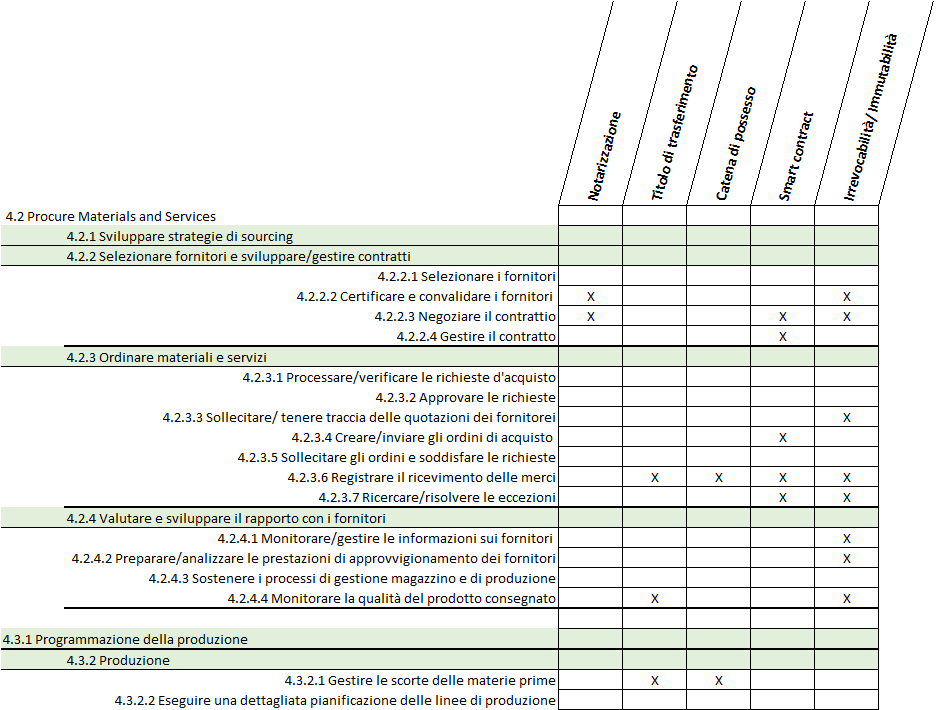 Notarizzazione
Titolo di trasferimento
Catena di possesso
Smart contract
Irrevocabilità/ Immutabilità
4.2 Procure Materials and Services
4.2.1 Sviluppare strategie di sourcing
4.2.2 Selezionare fornitori e sviluppare/gestire contratti
4.2.2.1 Selezionare i fornitori
4.2.2.2 Certificare e convalidare i fornitori X X
4.2.2.3 Negoziare il contrattio X X X
4.2.2.4 Gestire il contratto X
4.2.3 Ordinare materiali e servizi
4.2.3.1 Processare/verificare le richieste d'acquisto
4.2.3.2 Approvare le richieste
4.2.3.3 Sollecitare/ tenere traccia delle quotazioni dei fornitorei X
4.2.3.4 Creare/inviare gli ordini di acquisto X
4.2.3.5 Sollecitare gli ordini e soddisfare le richieste
4.2.3.6 Registrare il ricevimento delle merci X X X X
4.2.3.7 Ricercare/risolvere le eccezioni X X
4.2.4 Valutare e sviluppare il rapporto con i fornitori
4.2.4.1 Monitorare/gestire le informazioni sui fornitori X
4.2.4.2 Preparare/analizzare le prestazioni di approvvigionamento dei fornitori X
4.2.4.3 Sostenere i processi di gestione magazzino e di produzione
4.2.4.4 Monitorare la qualità del prodotto consegnato X X
4.3.1 Programmazione della produzione
4.3.2 Produzione
4.3.2.1 Gestire le scorte delle materie prime X X
4.3.2.2 Eseguire una dettagliata pianificazione delle linee di produzione